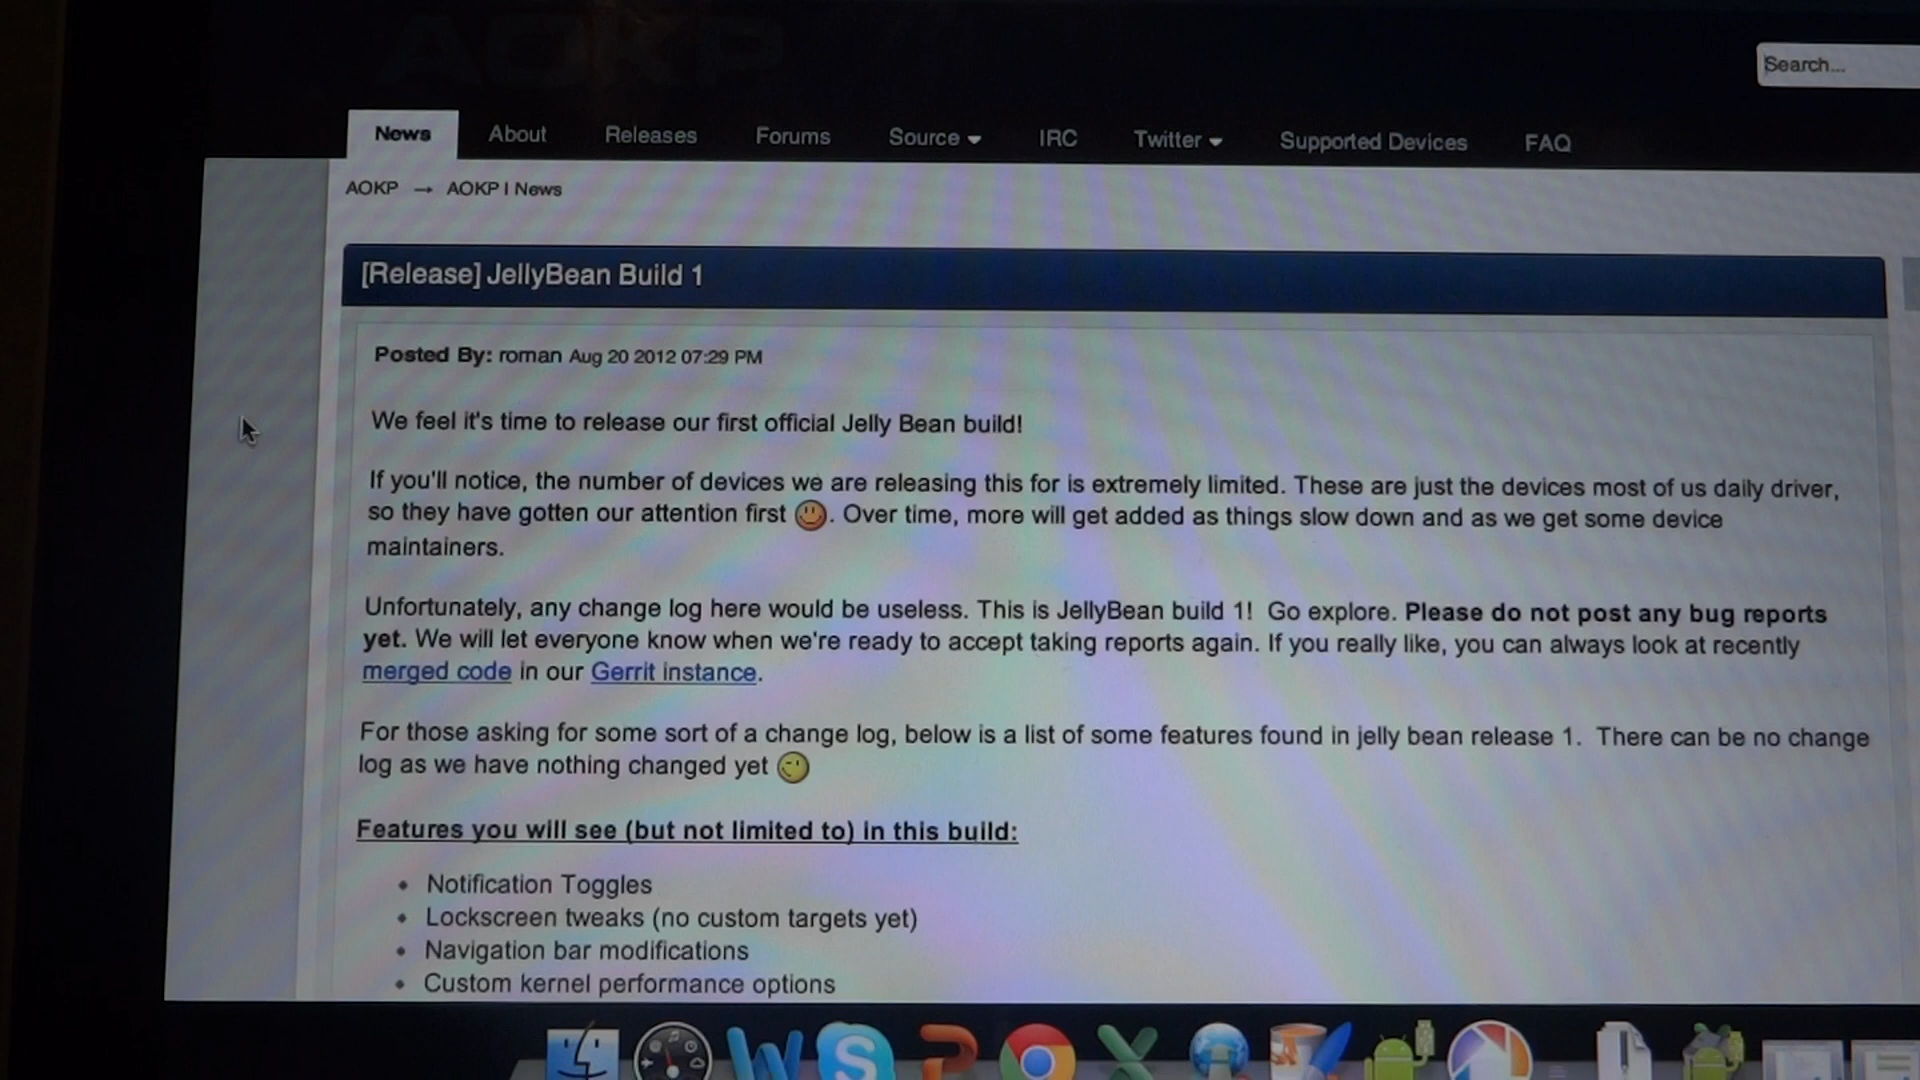 AOKP
Search...
News About Releases Forums Source IRC Twitter Supported Devices FAQ
AOKP → AOKP | News
[Release] JellyBean Build 1
Posted By: roman Aug 20 2012 07:29 PM
We feel it's time to release our first official Jelly Bean build!
If you'll notice, the number of devices we are releasing this for is extremely limited. These are just the devices most of us daily driver,
so they have gotten our attention first . Over time, more will get added as things slow down and as we get some device
maintainers.
Unfortunately, any change log here would be useless. This is JellyBean build 1! Go explore. Please do not post any bug reports
yet. We will let everyone know when we're ready to accept taking reports again. If you really like, you can always look at recently
merged code in our Gerrit instance.
For those asking for some sort of a change log, below is a list of some features found in jelly bean release 1. There can be no change
log as we have nothing changed yet
Features you will see (but not limited to) in this build:
• Notification Toggles
• Lockscreen tweaks (no custom targets yet)
• Navigation bar modifications
• Custom kernel performance options